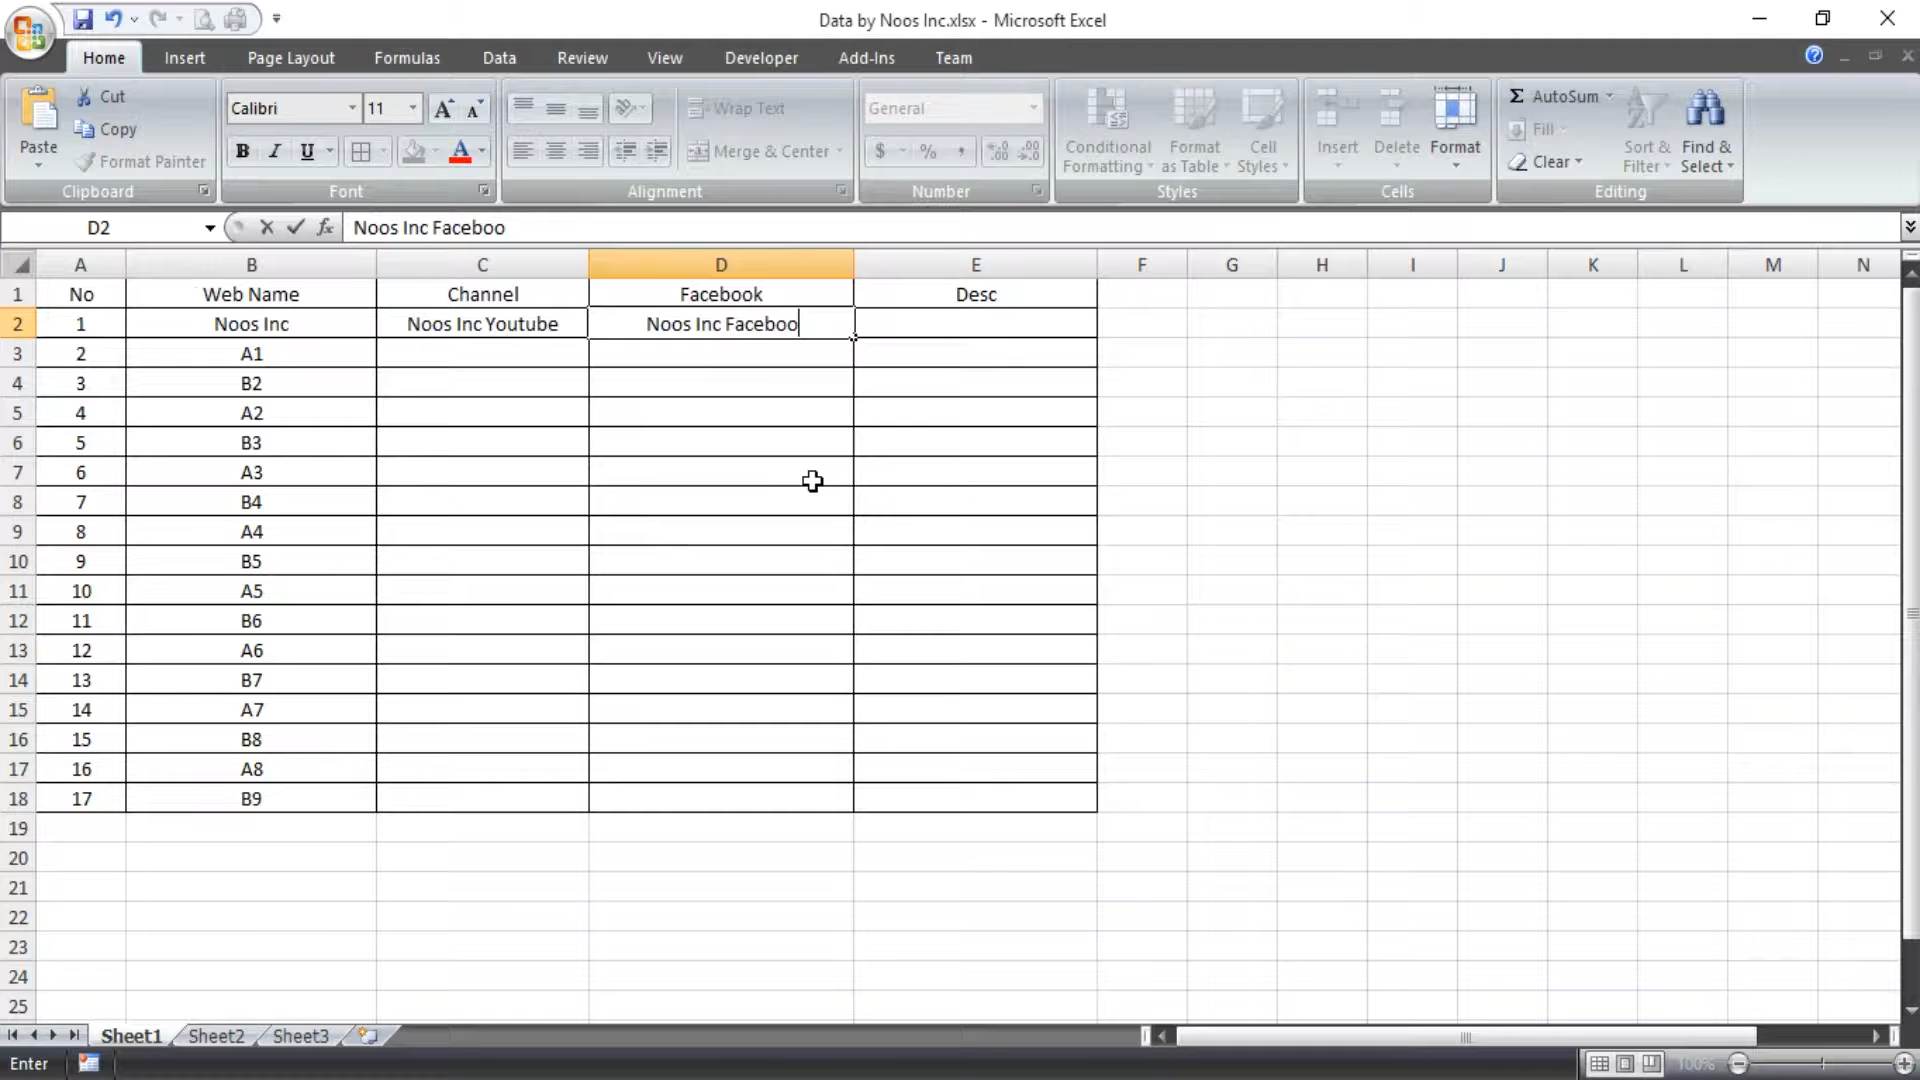 Data by Noos Inc.xlsx - Microsoft Excel
Home Insert Page Layout Formulas Data Review View Developer Add-Ins Team
Paste
Cut
Copy
Format Painter
Clipboard
Calibri 11 A A
B I U A
Font
Wrap Text
Merge & Center
Alignment
General
$ % ,
Number
Conditional Formatting
Format as Table
Cell Styles
Styles
Insert Delete Format
Cells
Σ AutoSum
Fill
Clear
Sort & Filter
Find & Select
Editing
D2 fx Noos Inc Faceboo
A B C D E F G H I J K L M N
1 No Web Name Channel Facebook Desc
2 1 Noos Inc Noos Inc Youtube Noos Inc Faceboo
3 2 A1
4 3 B2
5 4 A2
6 5 B3
7 6 A3
8 7 B4
9 8 A4
10 9 B5
11 10 A5
12 11 B6
13 12 A6
14 13 B7
15 14 A7
16 15 B8
17 16 A8
18 17 B9
19
20
21
22
23
24
25
Sheet1 Sheet2 Sheet3
Enter 100%